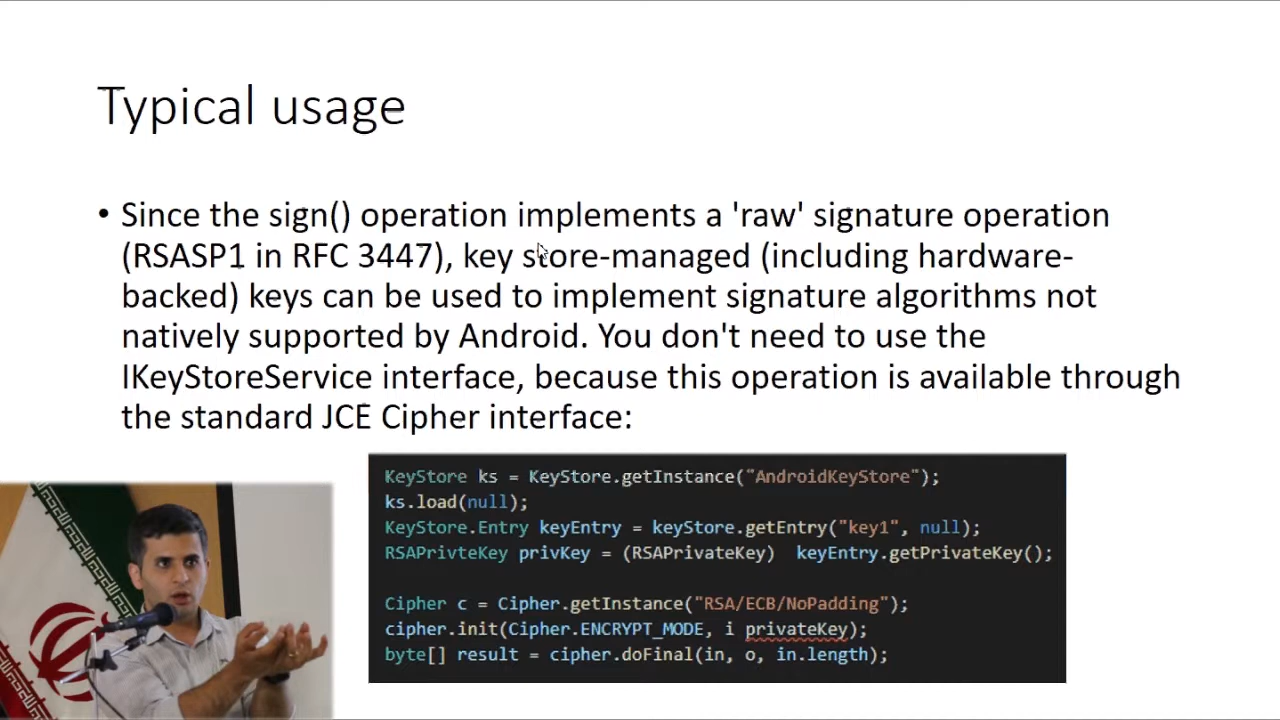 Typical usage
• Since the sign() operation implements a 'raw' signature operation
(RSASP1 in RFC 3447), key store-managed (including hardware-
backed) keys can be used to implement signature algorithms not
natively supported by Android. You don't need to use the
IKeyStoreService interface, because this operation is available through
the standard JCE Cipher interface:
KeyStore ks = KeyStore.getInstance("AndroidKeyStore");
ks.load(null);
KeyStore.Entry keyEntry = keyStore.getEntry("key1", null);
RSAPrivteKey privKey = (RSAPrivateKey)  keyEntry.getPrivateKey();
Cipher c = Cipher.getInstance("RSA/ECB/NoPadding");
cipher.init(Cipher.ENCRYPT_MODE, i privateKey);
byte[] result = cipher.doFinal(in, o, in.length);